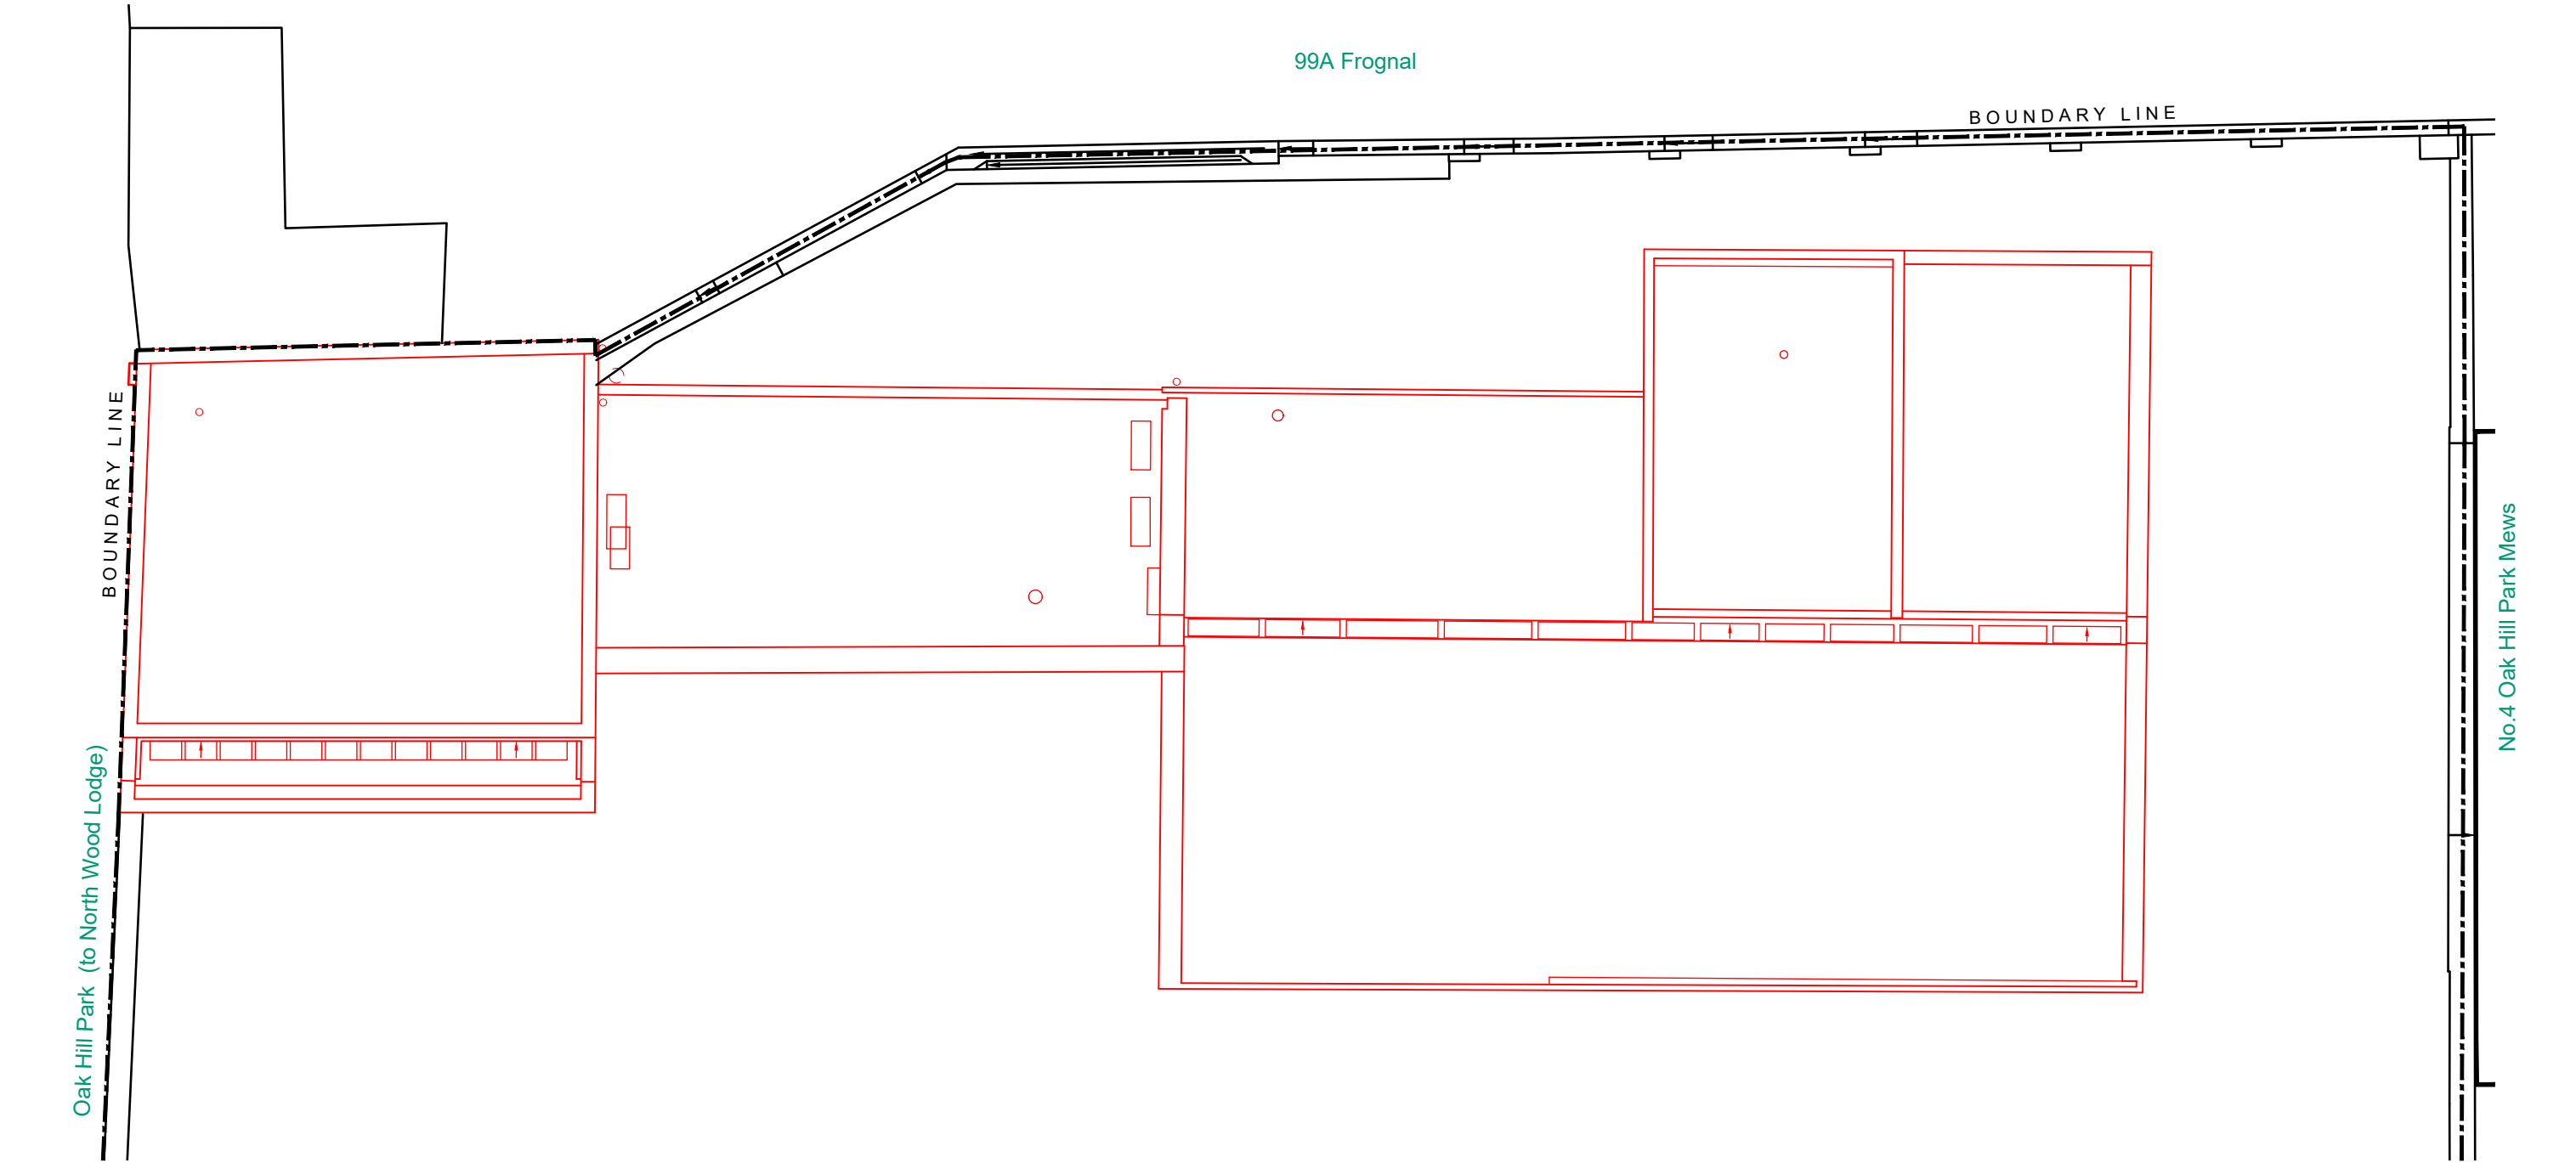 99A Frognal
BOUNDARY LINE
BOUNDARY LINE
No.4 Oak Hill Park Mews
Oak Hill Park (to North Wood Lodge)